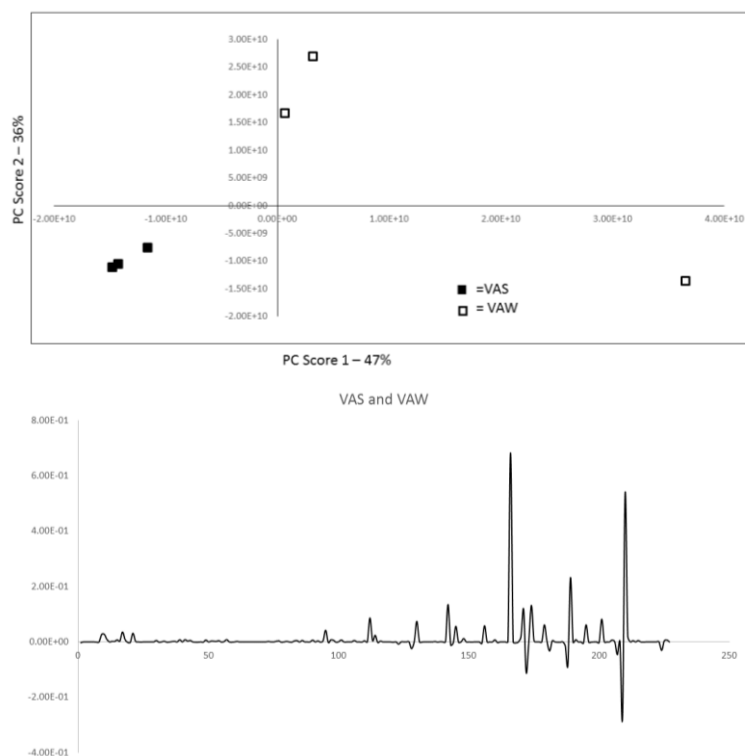 3.00E+10
2.50E+10
2.00E+10
1.50E+10
1.00E+10
5.00E+09
0.00E+00
-2.00E+10 -1.00E+10 0.00E+00 1.00E+10 2.00E+10 3.00E+10 4.00E+10
-5.00E+09
-1.00E+10
-1.50E+10
-2.00E+10
PC Score 2 – 36%
=VAS
= VAW
PC Score 1 – 47%
VAS and VAW
8.00E-01
6.00E-01
4.00E-01
2.00E-01
0.00E+00
0 50 100 150 200 250
-2.00E-01
-4.00E-01